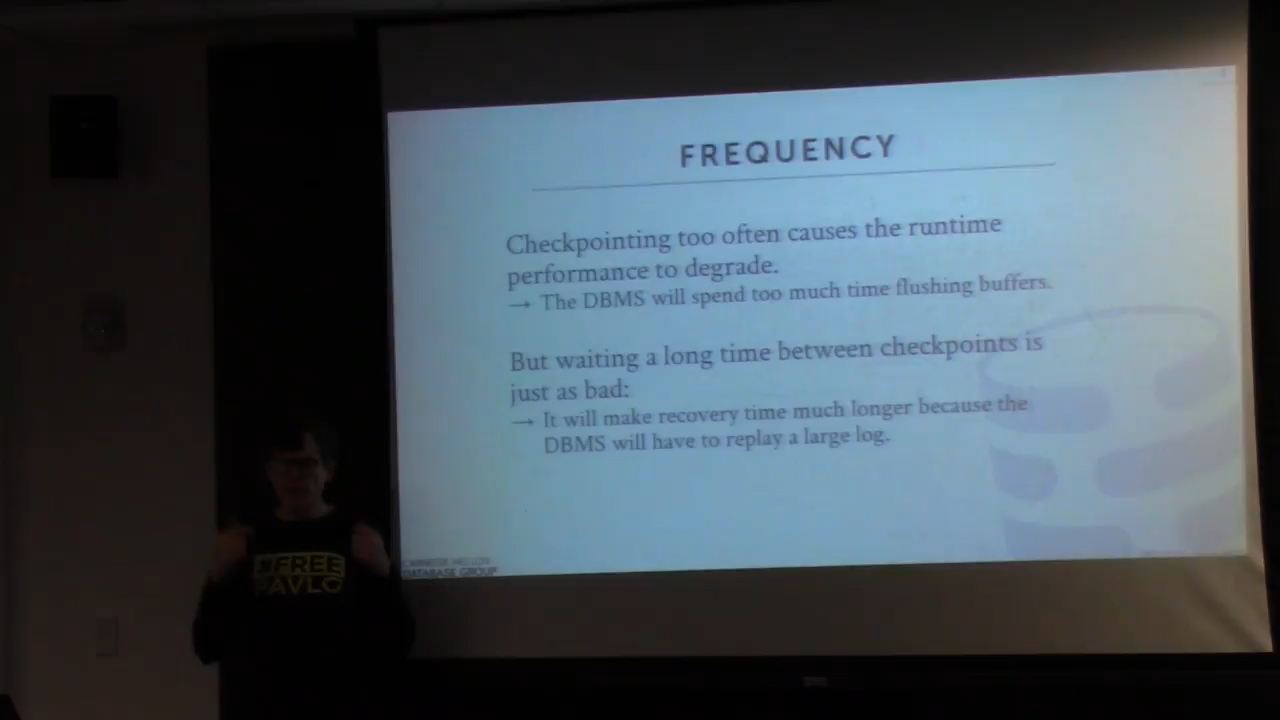 FREQUENCY
Checkpointing too often causes the runtime
performance to degrade.
→ The DBMS will spend too much time flushing buffers.
But waiting a long time between checkpoints is
just as bad:
→ It will make recovery time much longer because the
DBMS will have to replay a large log.
CARNEGIE MELLON
DATABASE GROUP
#FREE
PAVLO